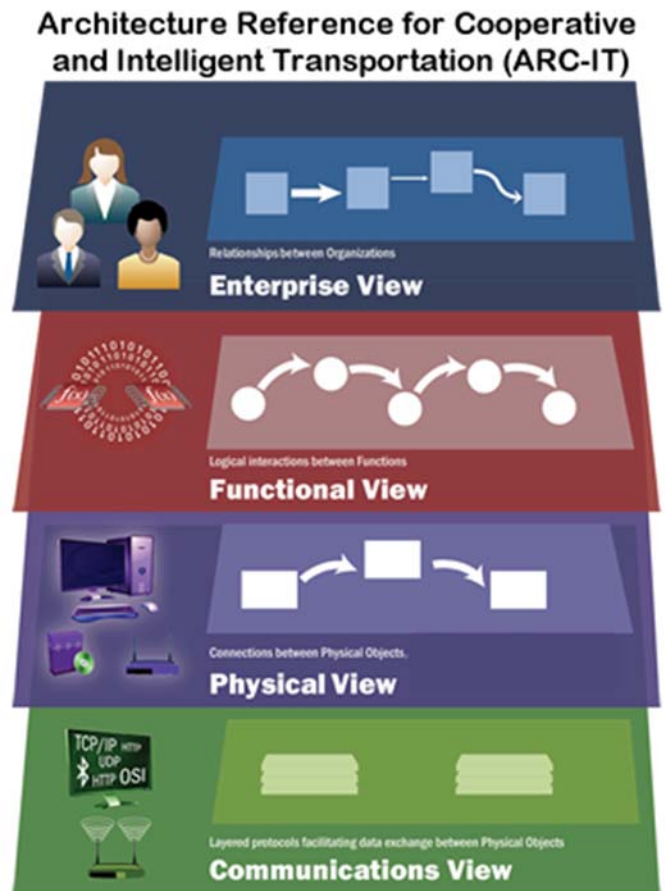 Architecture Reference for Cooperative
and Intelligent Transportation (ARC-IT)
Relationships between Organizations
Enterprise View
01011101010110
f(x)
f(x)
Logical interactions between Functions
Functional View
Connections between Physical Objects.
Physical View
TCP/IP HTTP
UDP
HTTP OSI
Layered protocols facilitating data exchange between Physical Objects
Communications View